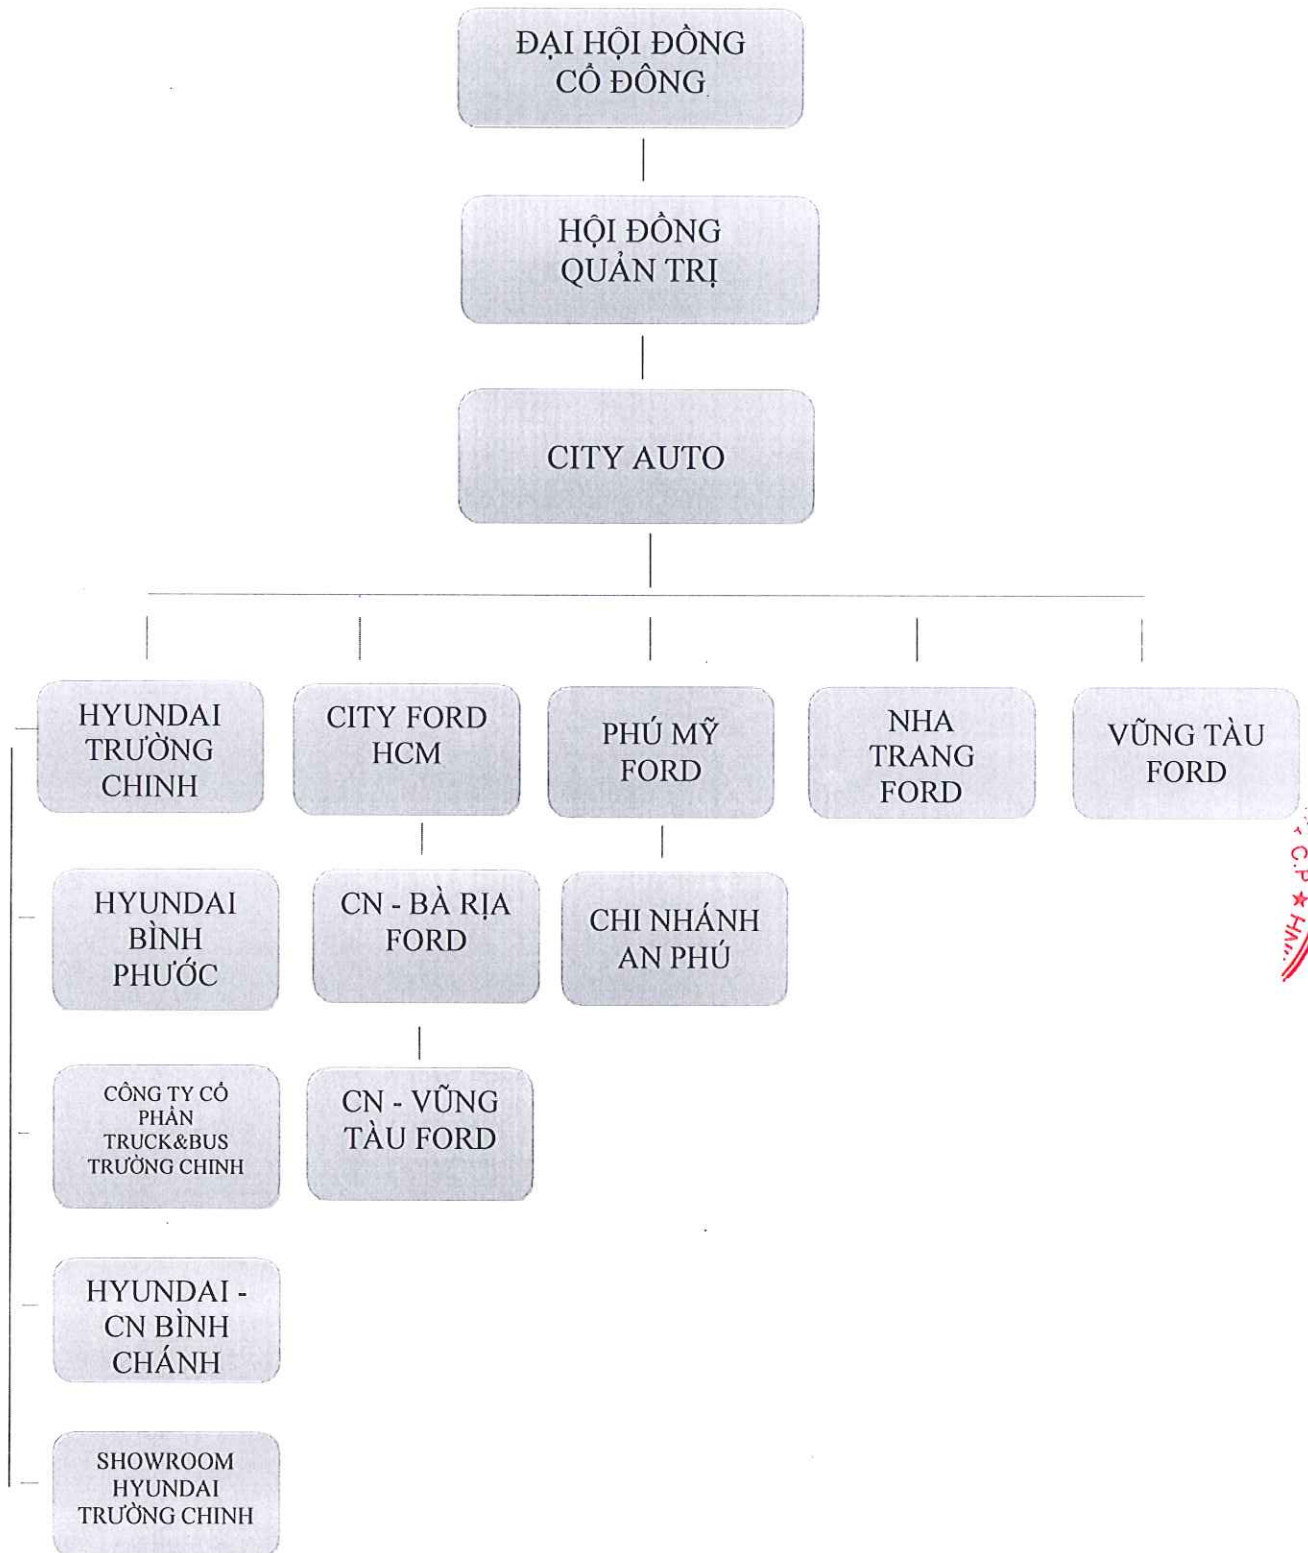 ĐẠI HỘI ĐỒNG
CỔ ĐÔNG
HỘI ĐỒNG
QUẢN TRỊ
CITY AUTO
HYUNDAI
TRƯỜNG
CHINH
CITY FORD
HCM
PHÚ MỸ
FORD
NHA
TRANG
FORD
VŨNG TÀU
FORD
HYUNDAI
BÌNH
PHƯỚC
CN - BÀ RỊA
FORD
CHI NHÁNH
AN PHÚ
CÔNG TY CỔ
PHẦN
TRUCK&BUS
TRƯỜNG CHINH
CN - VŨNG
TÀU FORD
HYUNDAI -
CN BÌNH
CHÁNH
SHOWROOM
HYUNDAI
TRƯỜNG CHINH
C.P